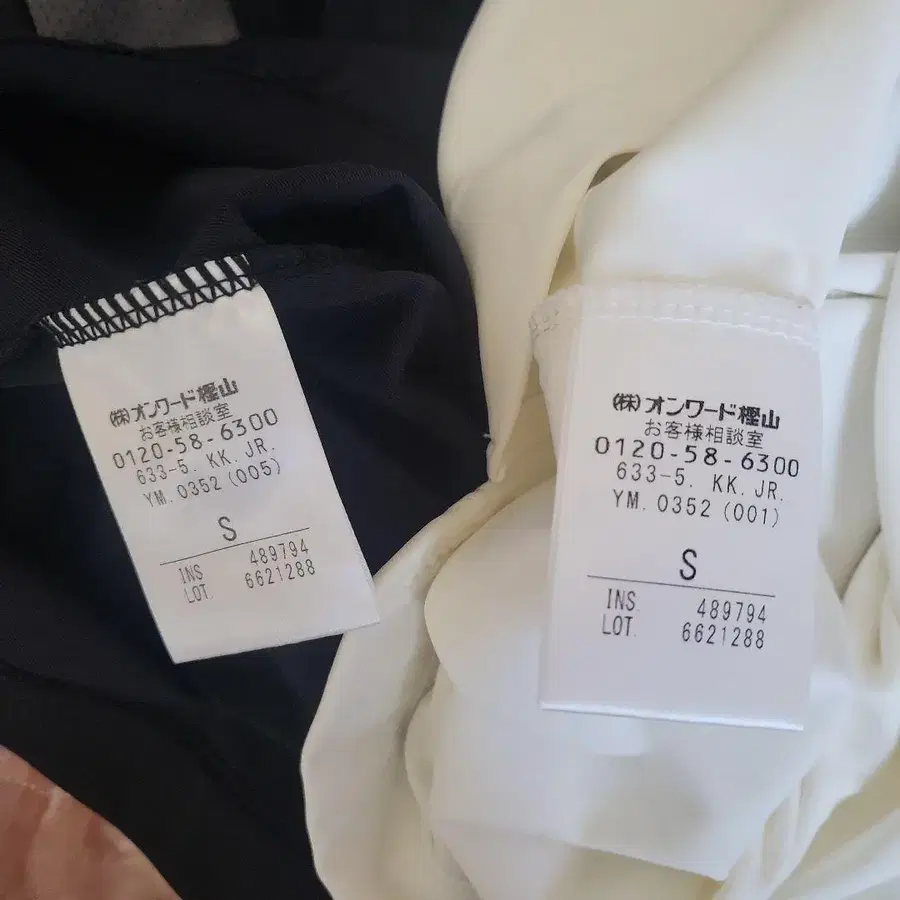 (株)オンワード樫山
お客様相談室
0120-58-6300
633-5. KK. JR.
YM. 0352 (005)
S
INS 489794
LOT. 6621288
(株)オンワード樫山
お客様相談室
0120-58-6300
633-5. KK. JR.
YM. 0352 (001)
S
INS 489794
LOT. 6621288